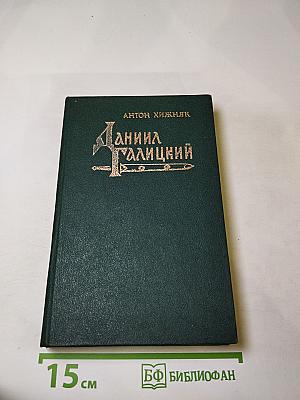 АНТОН ХИЖНЯК
ДАНИИЛ
ГАЛИЦКИЙ
15 см
БФ БИБЛИОФАН